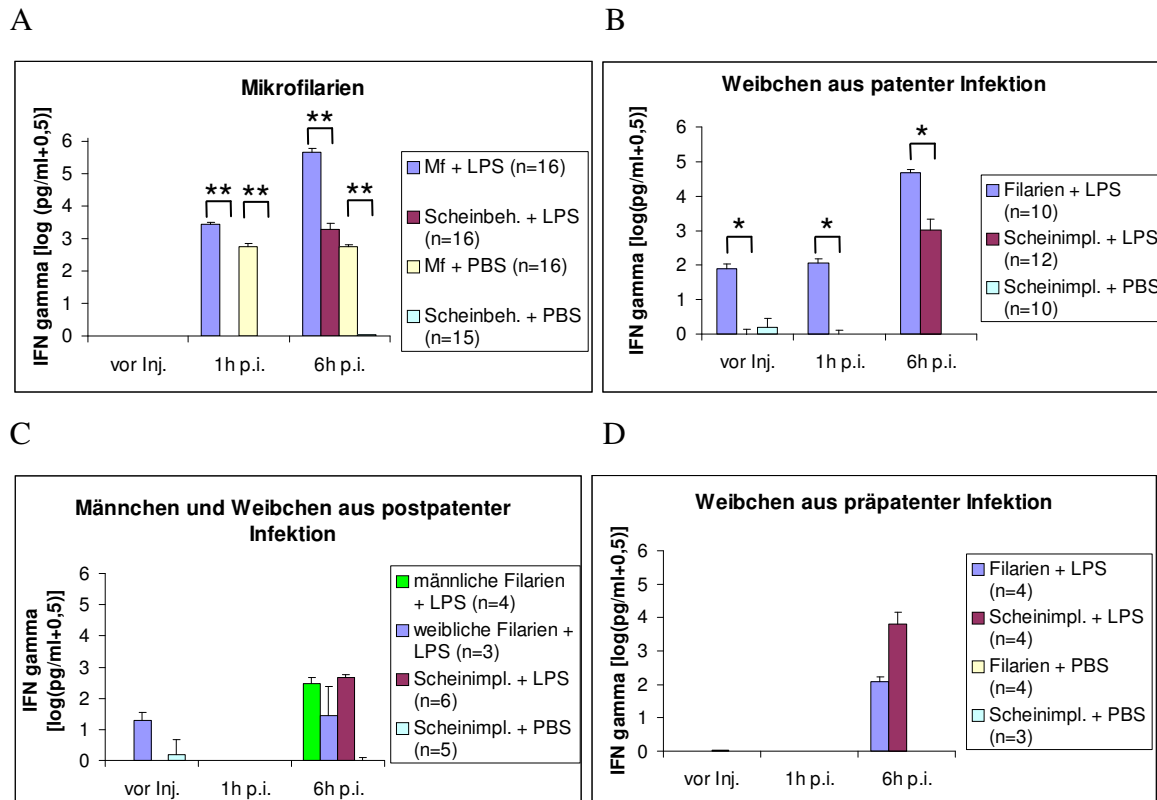 A
Mikrofilarien
IFN gamma [log (pg/ml+0,5)]
6
5
4
3
2
1
0
** ** ** **
vor Inj. 1h p.i. 6h p.i.
Mf + LPS (n=16)
Scheinbeh. + LPS
(n=16)
Mf + PBS (n=16)
Scheinbeh. + PBS
(n=15)
B
Weibchen aus patenter Infektion
IFN gamma [log(pg/ml+0,5)]
6
5
4
3
2
1
0
* * *
vor Inj. 1h p.i. 6h p.i.
Filarien + LPS
(n=10)
Scheinimpl. + LPS
(n=12)
Scheinimpl. + PBS
(n=10)
C
Männchen und Weibchen aus postpatenter
Infektion
IFN gamma
[log(pg/ml+0,5)]
6
5
4
3
2
1
0
vor Inj. 1h p.i. 6h p.i.
männliche Filarien
+ LPS (n=4)
weibliche Filarien +
LPS (n=3)
Scheinimpl. + LPS
(n=6)
Scheinimpl. + PBS
(n=5)
D
Weibchen aus präpatenter Infektion
IFN gamma [log(pg/ml+0,5)]
6
5
4
3
2
1
0
vor Inj. 1h p.i. 6h p.i.
Filarien + LPS
(n=4)
Scheinimpl. + LPS
(n=4)
Filarien + PBS
(n=4)
Scheinimpl. + PBS
(n=3)